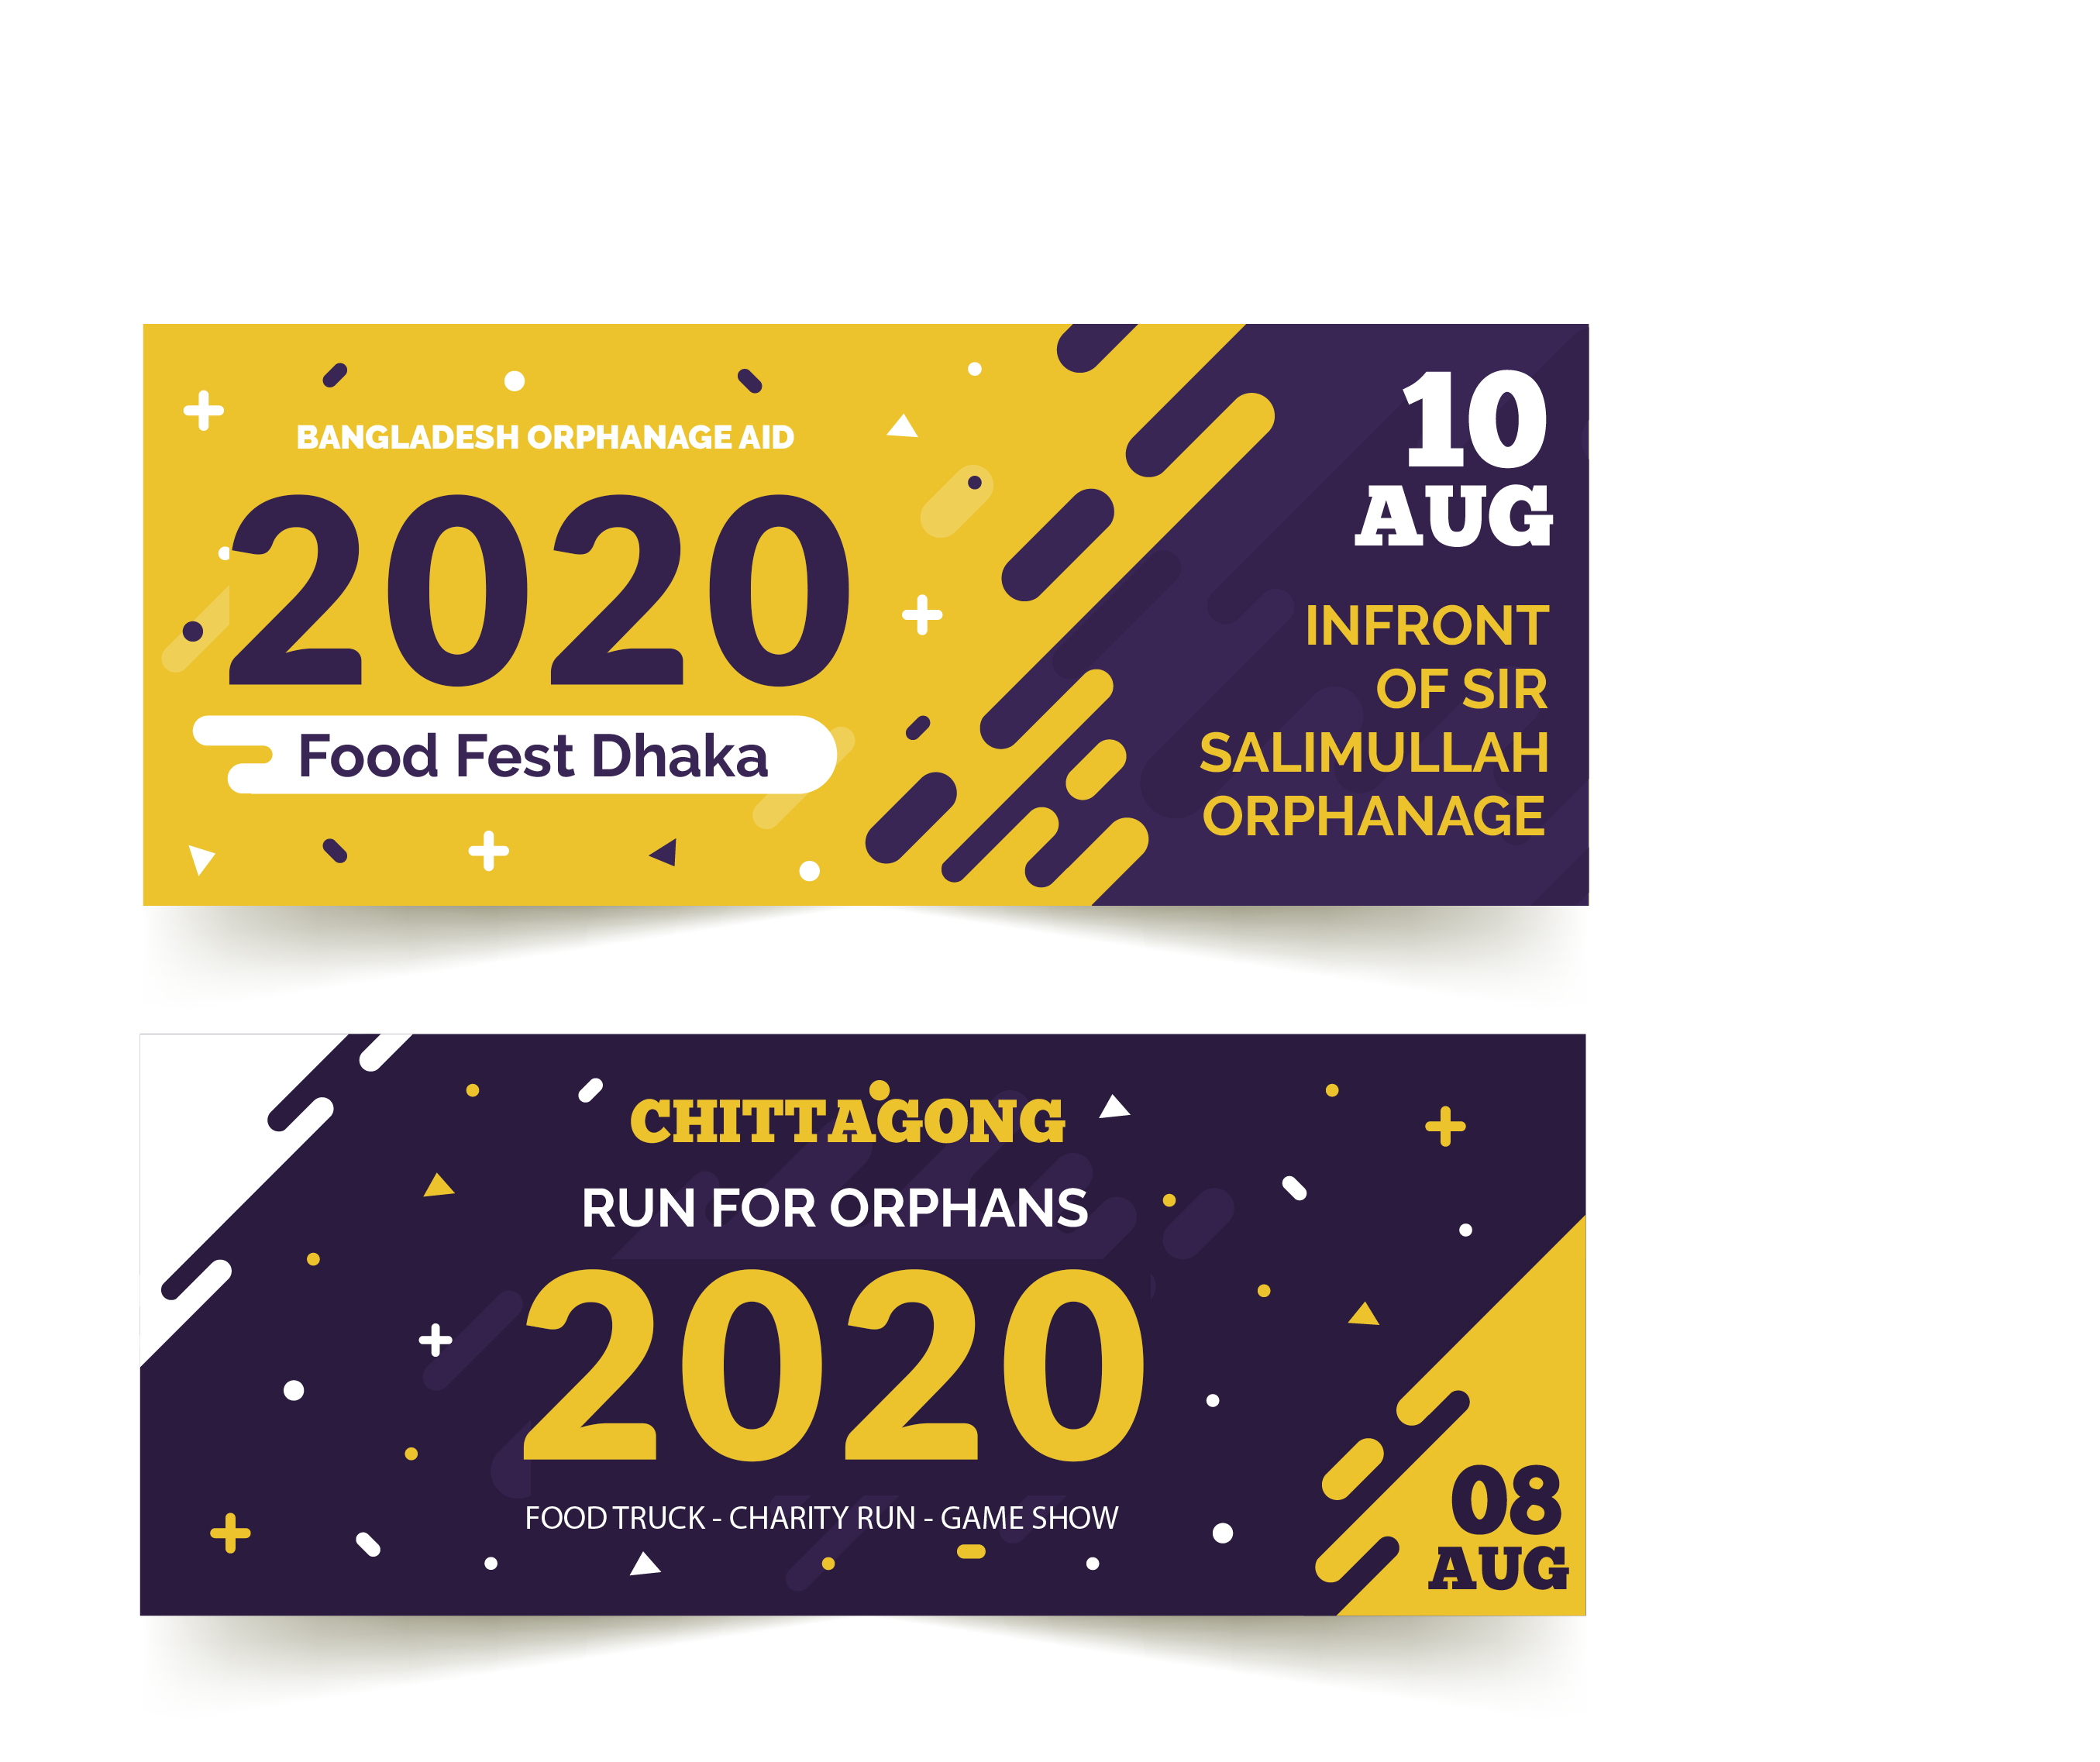 BANGLADESH ORPHANAGE AID
2020
Food Fest Dhaka
10
AUG
INFRONT
OF SIR
SALIMULLAH
ORPHANAGE
CHITTAGONG
RUN FOR ORPHANS
2020
FOOD TRUCK - CHARITY RUN - GAME SHOW
08
AUG